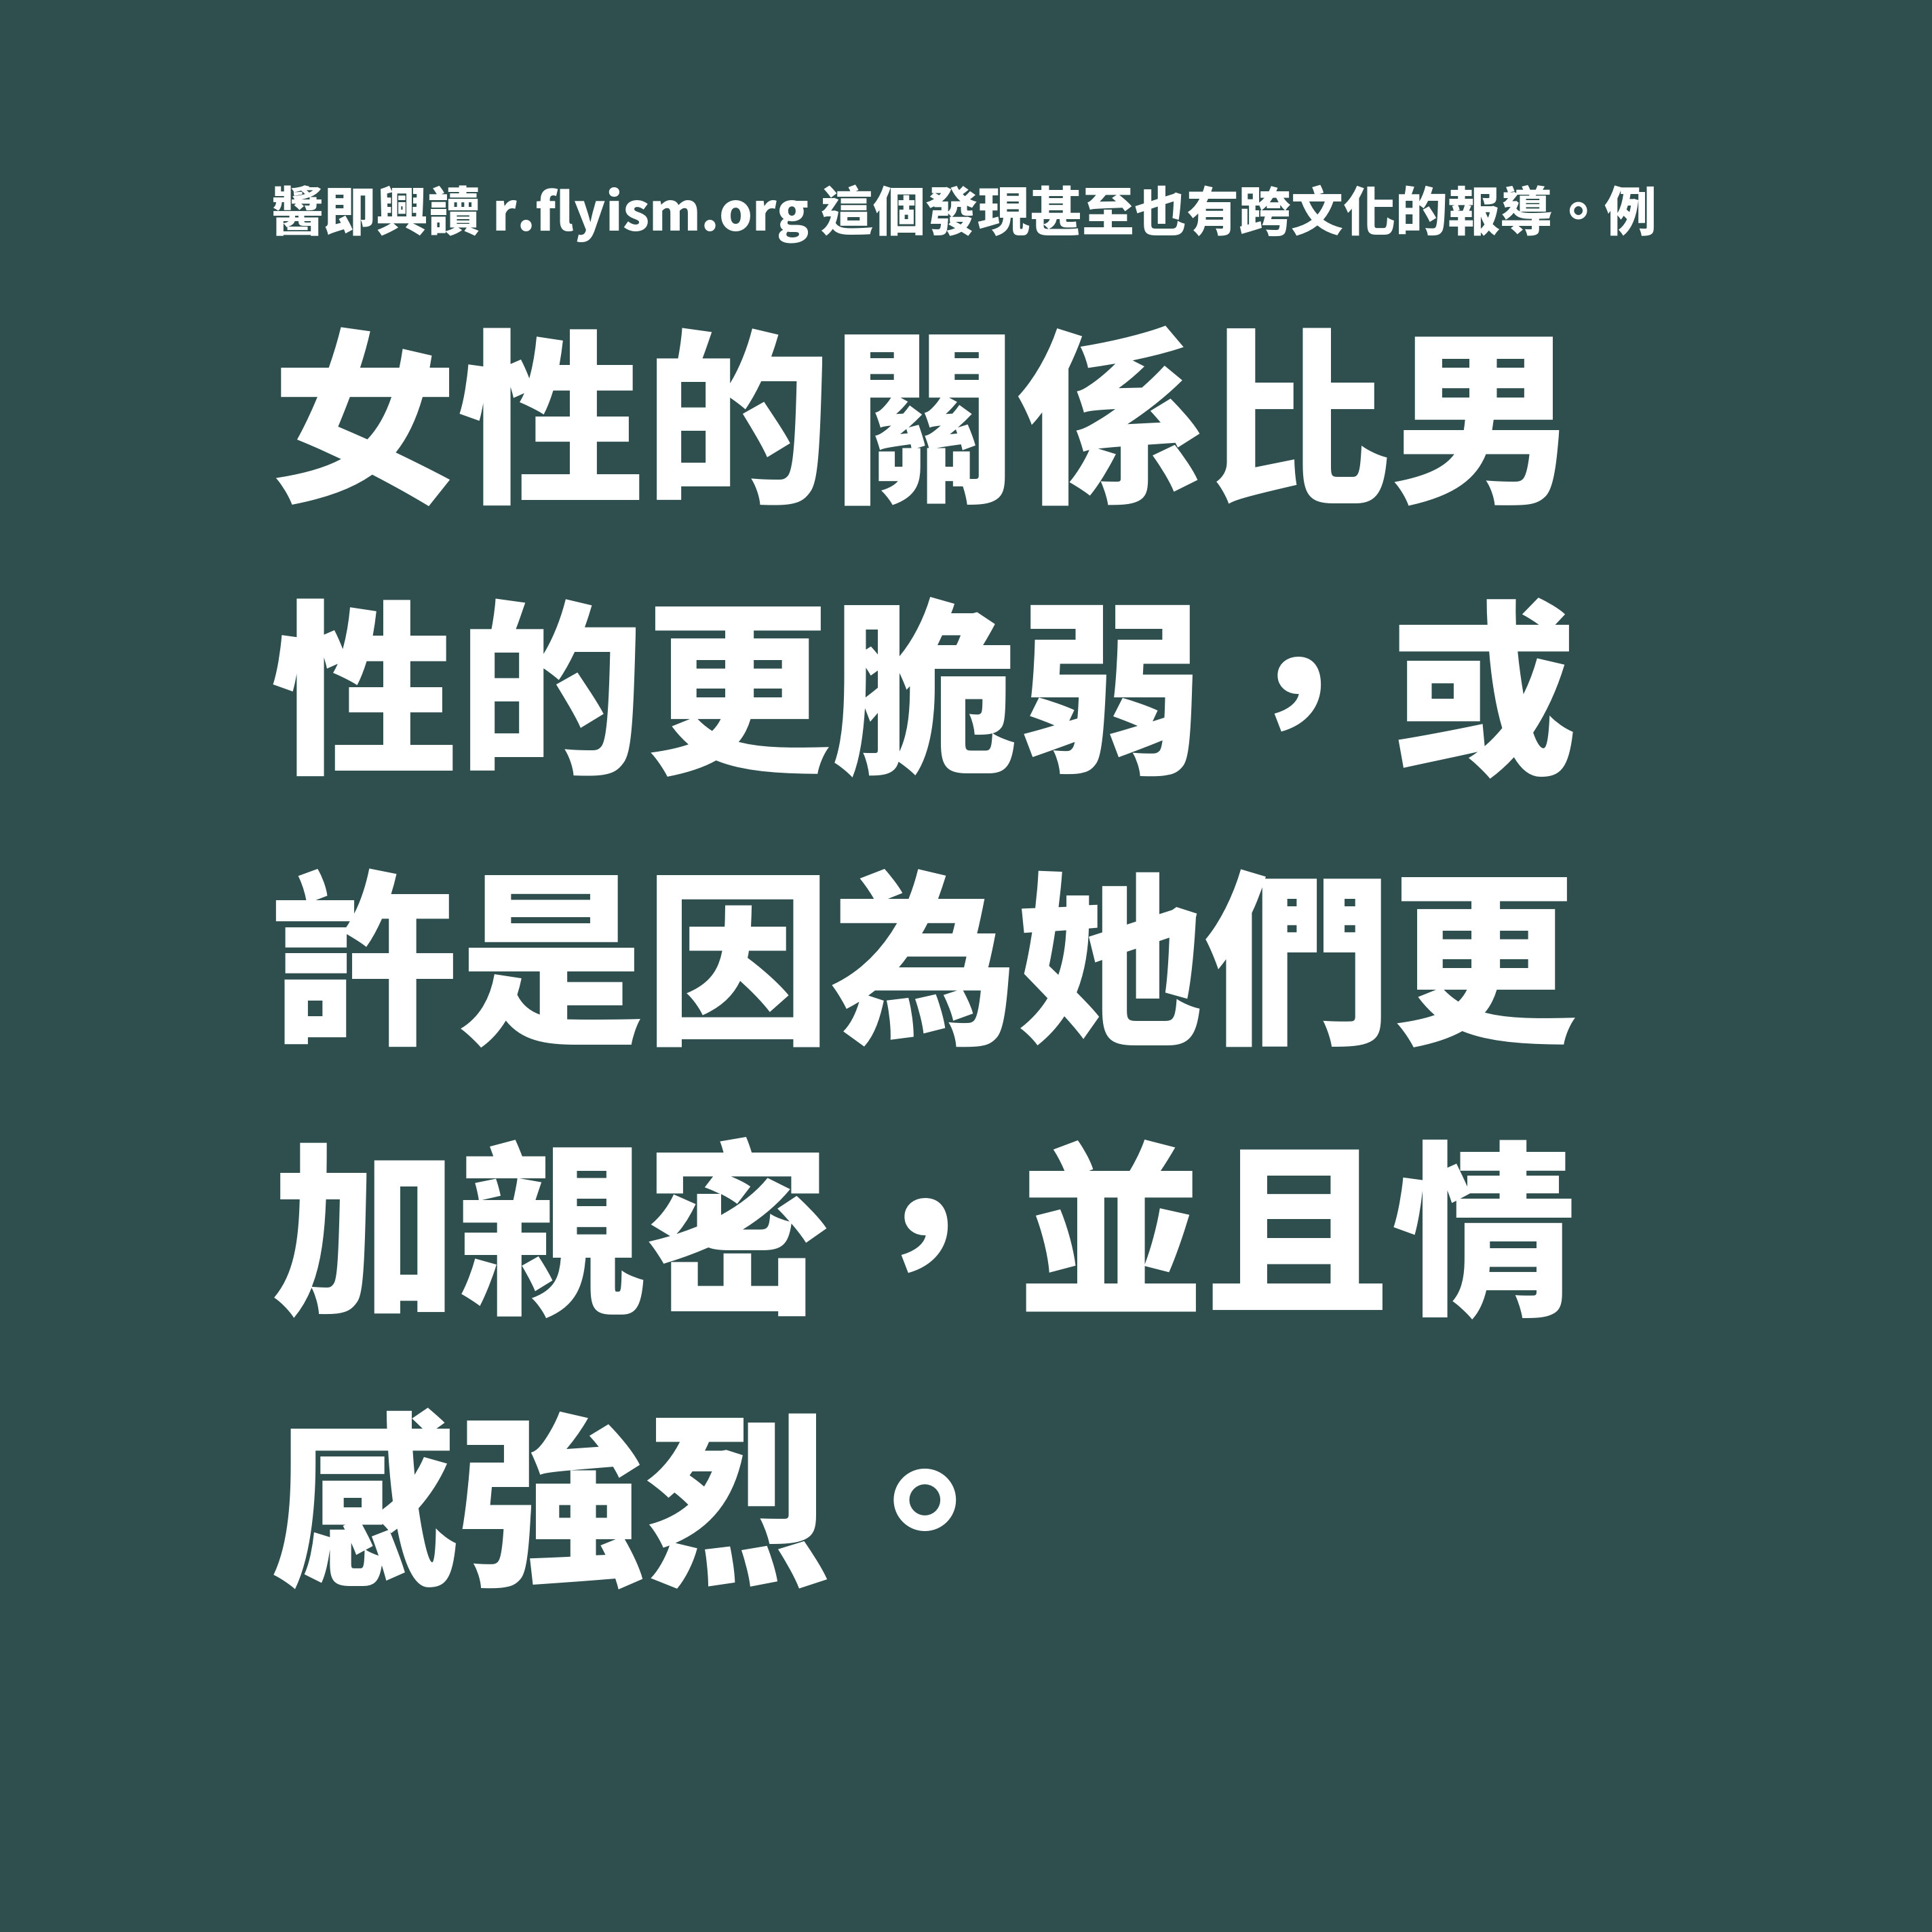 醫即眼讀 r.flyism.org 這個發現甚至也有跨文化的報導。例
女性的關係比男
性的更脆弱，或
許是因為她們更
加親密，並且情
感強烈。